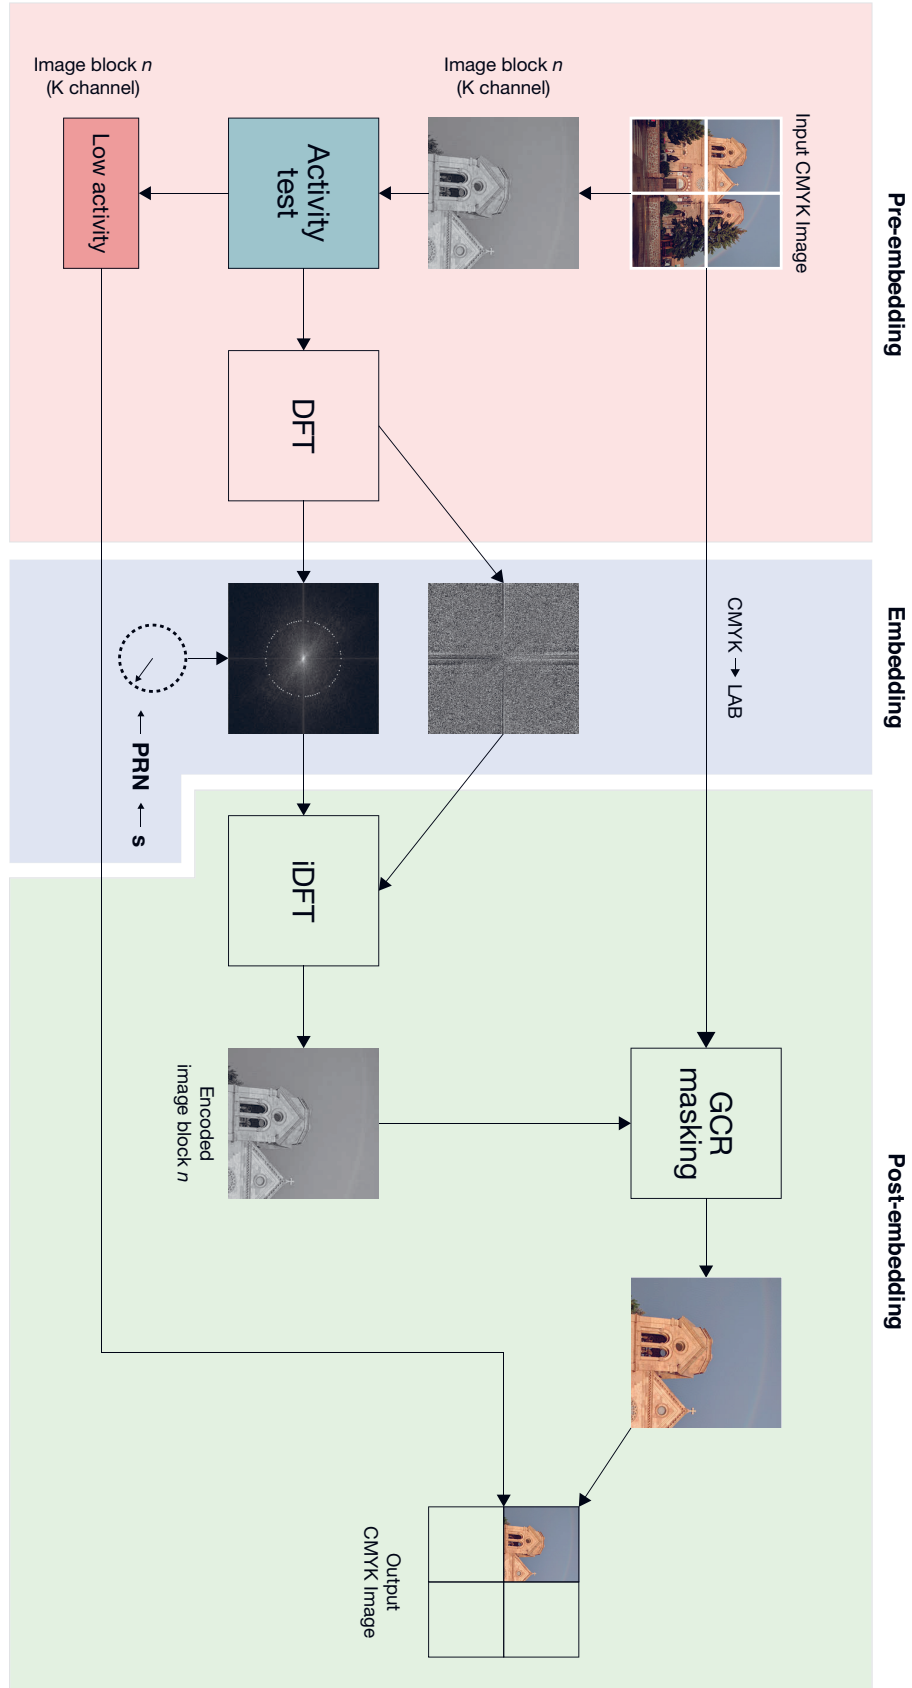 Pre-embedding
Embedding
Post-embedding
Input CMYK Image
Image block n
(K channel)
Activity
test
Image block n
(K channel)
Low activity
DFT
CMYK → LAB
PRN
s
iDFT
Encoded
image block n
GCR
masking
Output
CMYK Image